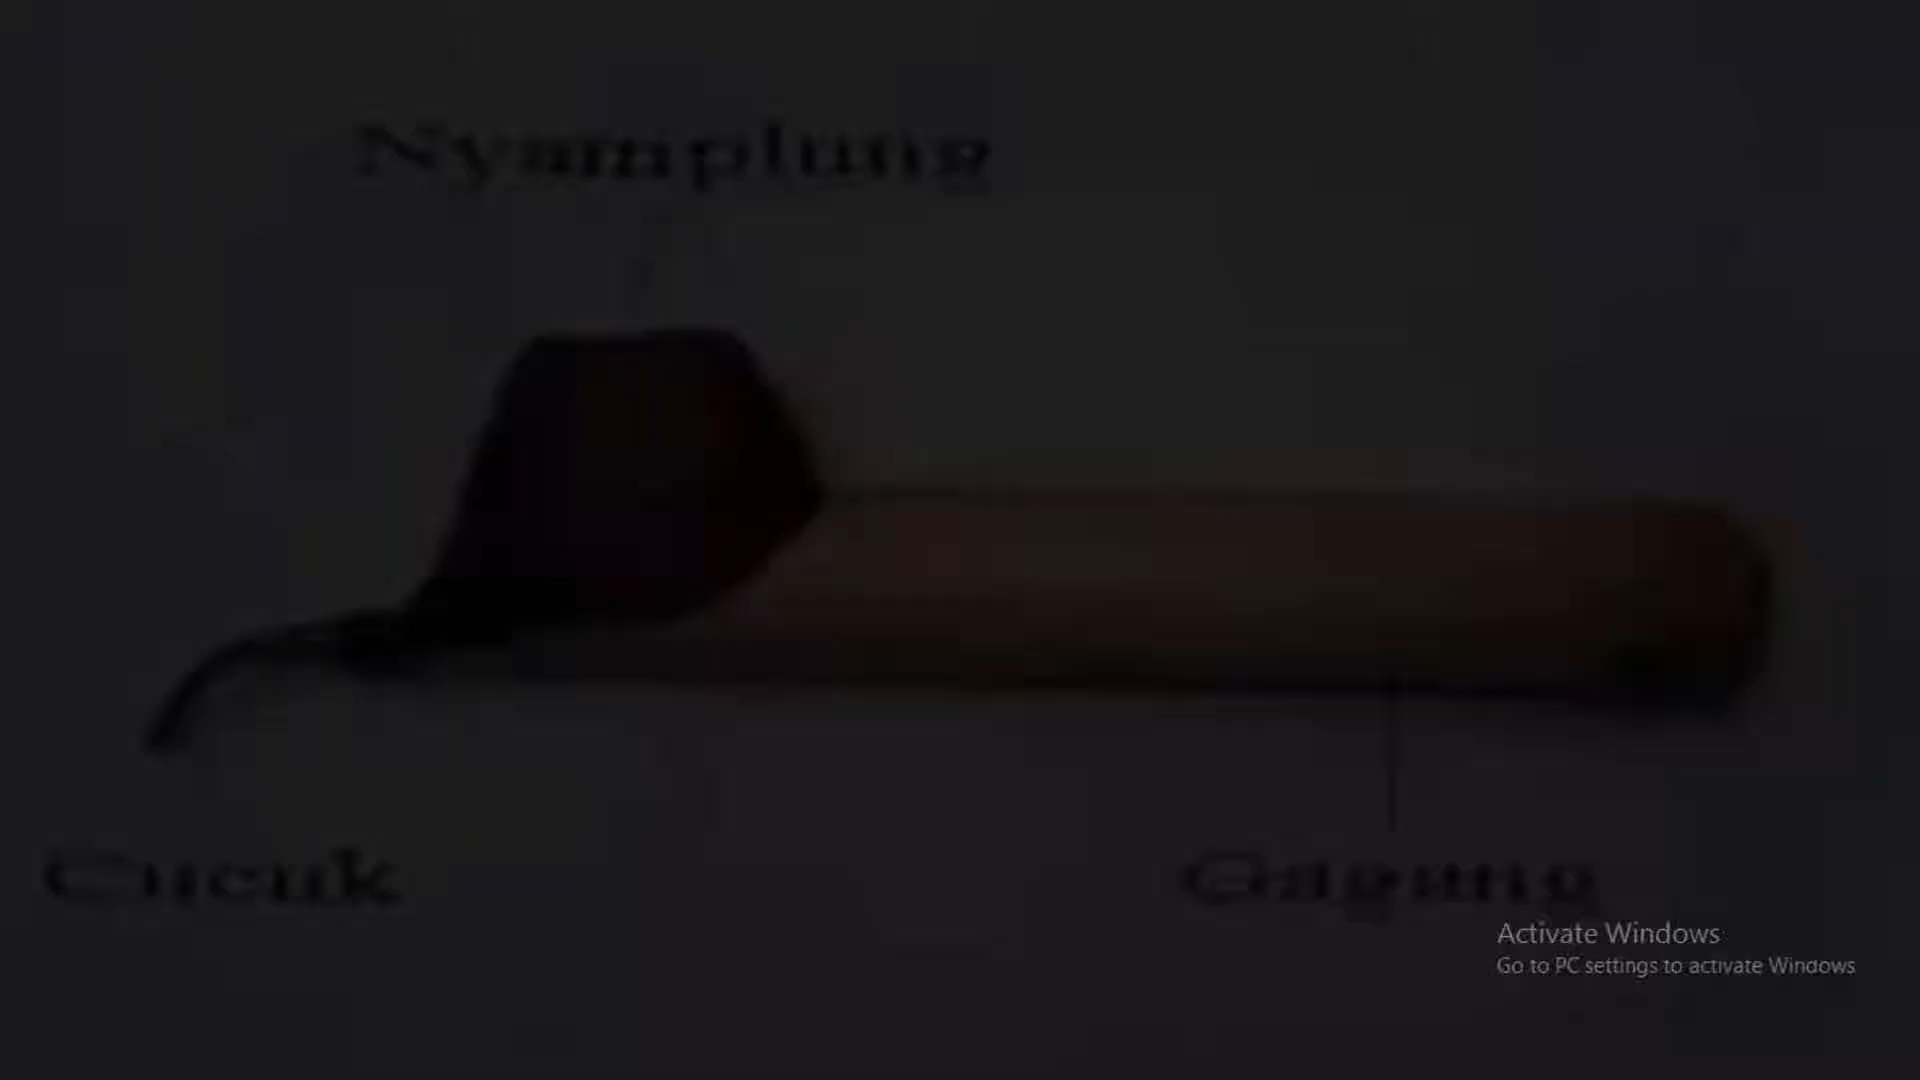 Nyamplung
Cucuk
Gagang
Activate Windows
Go to PC settings to activate Windows